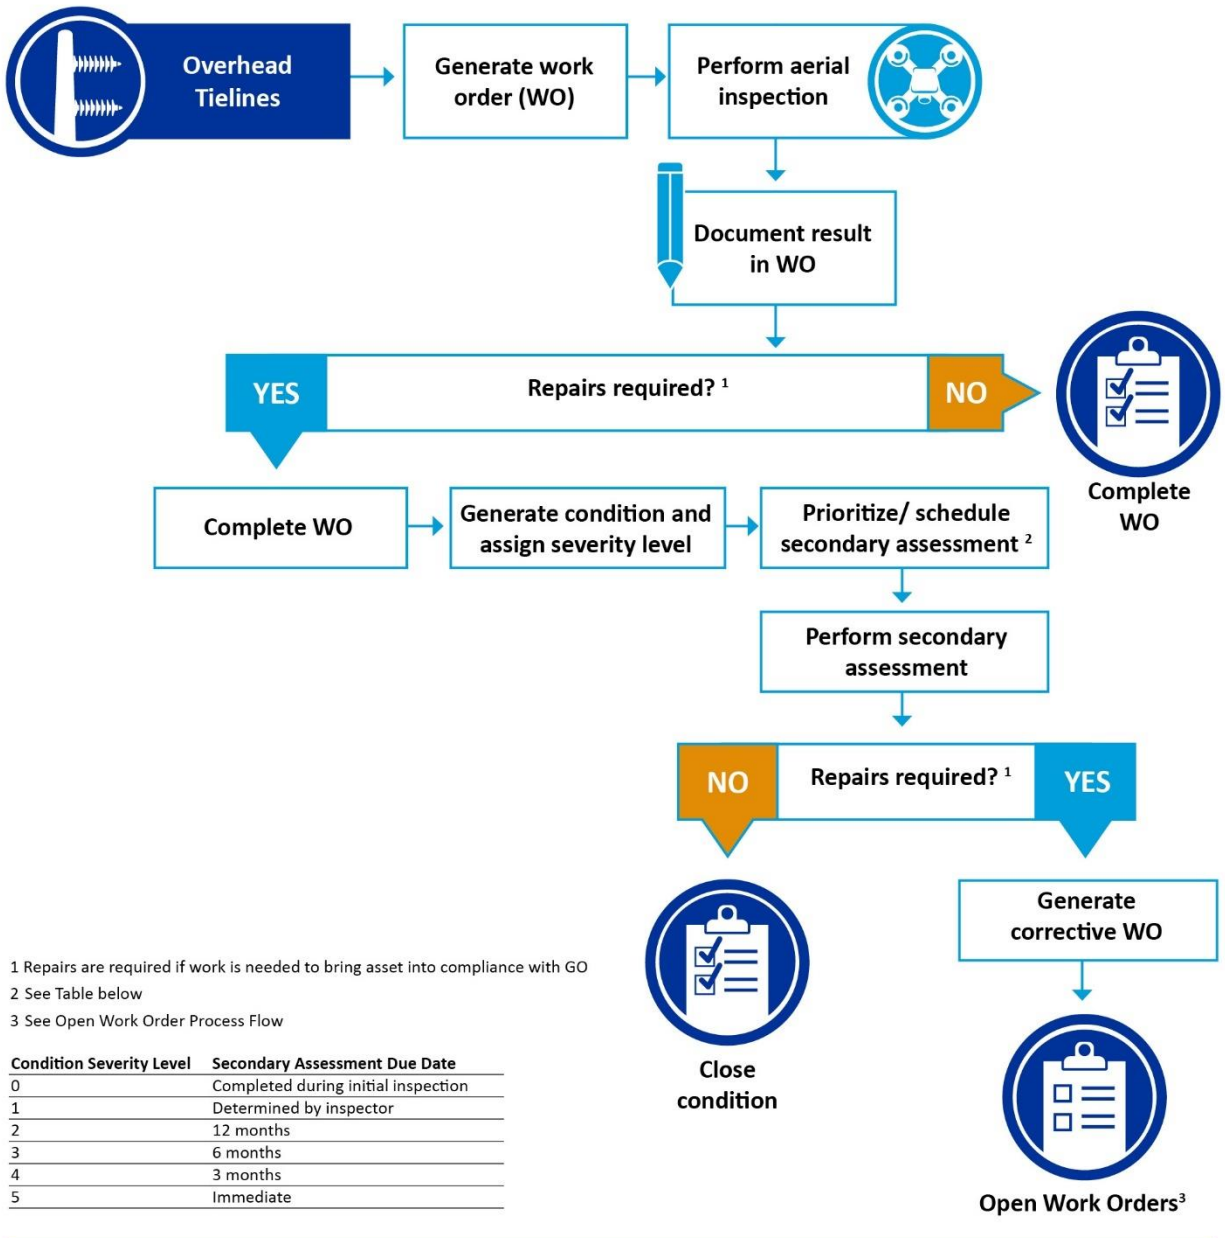 Overhead
Tielines
Generate work
order (WO)
Perform aerial
inspection
Document result
in WO
YES
Repairs required? 1
NO
Complete
WO
Complete WO
Generate condition and
assign severity level
Prioritize/ schedule
secondary assessment 2
Perform secondary
assessment
NO
Repairs required? 1
YES
Close
condition
Generate
corrective WO
Open Work Orders3
1 Repairs are required if work is needed to bring asset into compliance with GO
2 See Table below
3 See Open Work Order Process Flow
Condition Severity Level Secondary Assessment Due Date
0 Completed during initial inspection
1 Determined by inspector
2 12 months
3 6 months
4 3 months
5 Immediate